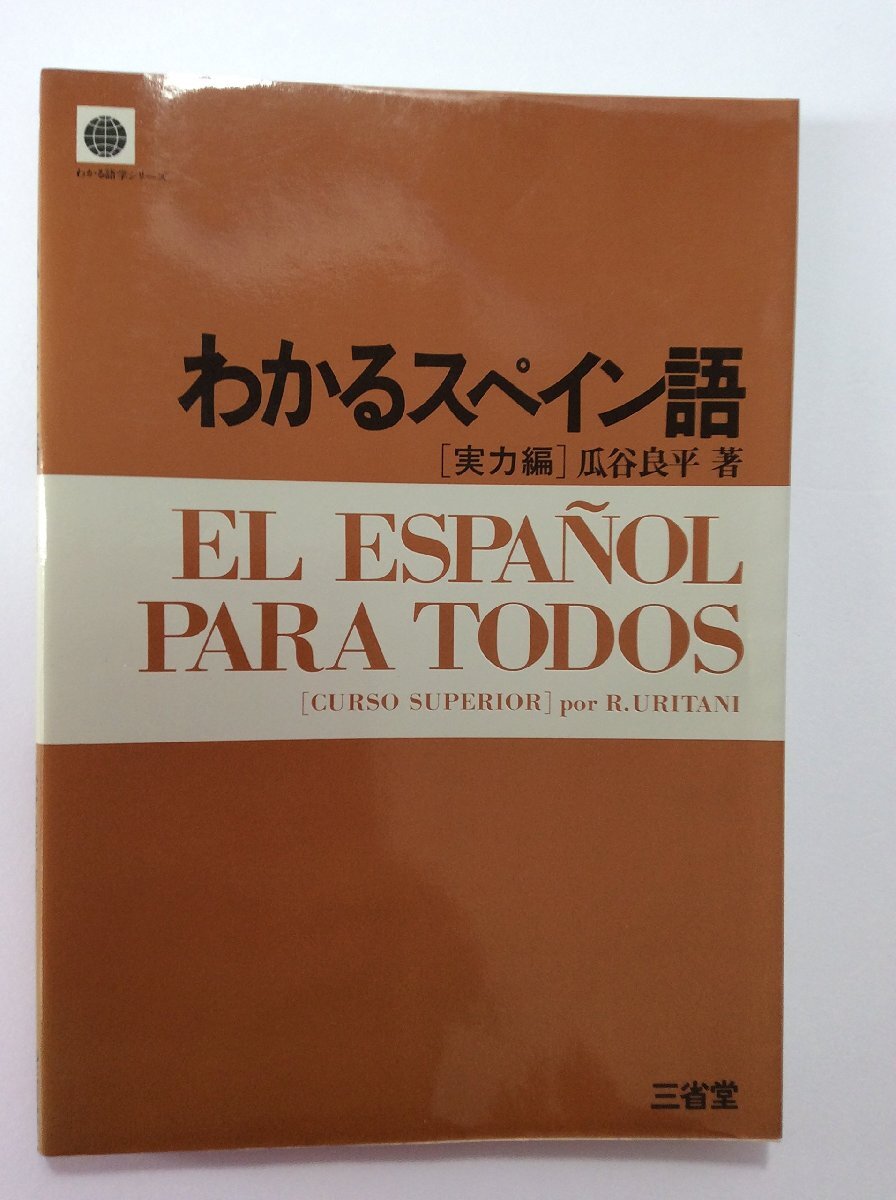 わかる語学シリーズ
わかるスペイン語
[実力編] 瓜谷良平 著
EL ESPAÑOL
PARA TODOS
[CURSO SUPERIOR] por R.URITANI
三省堂